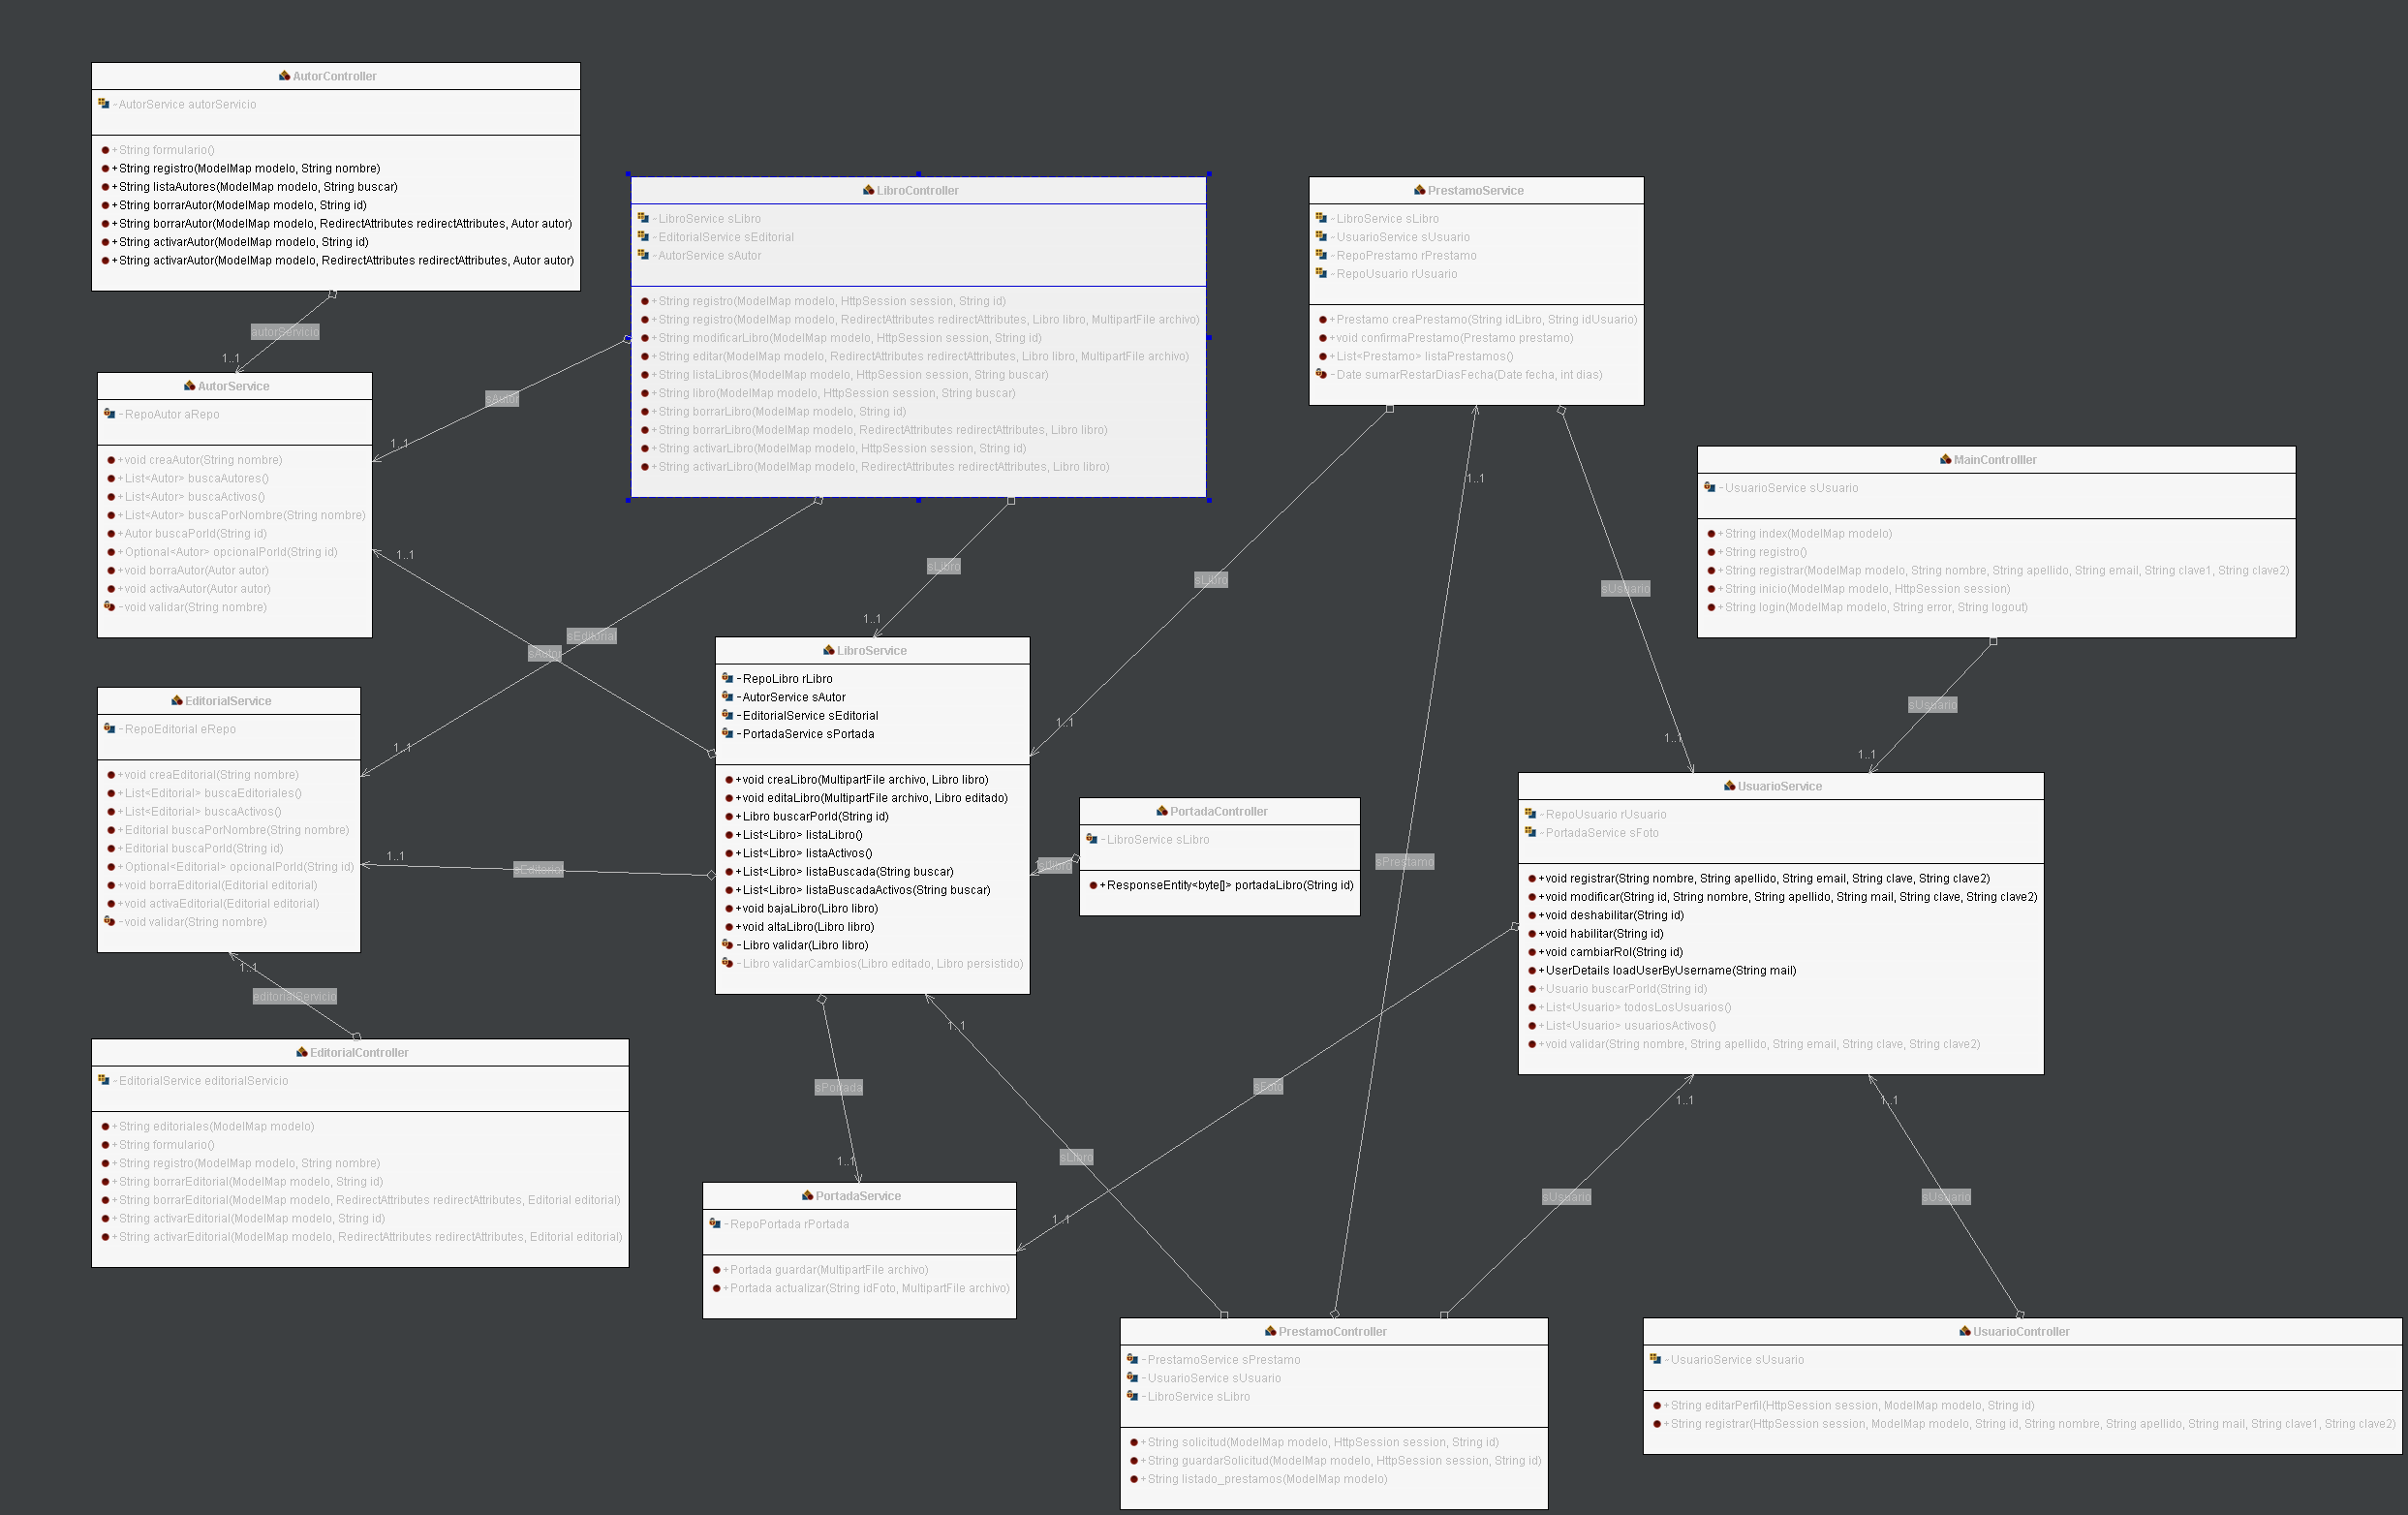 AutorController
-AutorService autorServicio
+String formulario()
+String registro(ModelMap modelo, String nombre)
+String listaAutores(ModelMap modelo, String buscar)
+String borrarAutor(ModelMap modelo, String id)
+String borrarAutor(ModelMap modelo, RedirectAttributes redirectAttributes, Autor autor)
+String activarAutor(ModelMap modelo, String id)
+String activarAutor(ModelMap modelo, RedirectAttributes redirectAttributes, Autor autor)
autorServicio
1..1
AutorService
-RepoAutor aRepo
+void creaAutor(String nombre)
+List<Autor> buscaAutores()
+List<Autor> buscaActivos()
+List<Autor> buscaPorNombre(String nombre)
+Autor buscaPorId(String id)
+Optional<Autor> opcionalPorId(String id)
+void borraAutor(Autor autor)
+void activaAutor(Autor autor)
-void validar(String nombre)
LibroController
-LibroService sLibro
-EditorialService sEditorial
-AutorService sAutor
+String registro(ModelMap modelo, HttpSession session, String id)
+String registro(ModelMap modelo, RedirectAttributes redirectAttributes, Libro libro, MultipartFile archivo)
+String modificarLibro(ModelMap modelo, HttpSession session, String id)
+String editar(ModelMap modelo, RedirectAttributes redirectAttributes, Libro libro, MultipartFile archivo)
+String listaLibros(ModelMap modelo, HttpSession session, String buscar)
+String libro(ModelMap modelo, HttpSession session, String buscar)
+String borrarLibro(ModelMap modelo, String id)
+String borrarLibro(ModelMap modelo, RedirectAttributes redirectAttributes, Libro libro)
+String activarLibro(ModelMap modelo, HttpSession session, String id)
+String activarLibro(ModelMap modelo, RedirectAttributes redirectAttributes, Libro libro)
sAutor
1..1
sEditorial
1..1
sLibro
1..1
PrestamoService
-LibroService sLibro
-UsuarioService sUsuario
-RepoPrestamo rPrestamo
-RepoUsuario rUsuario
+Prestamo creaPrestamo(String idLibro, String idUsuario)
+void confirmaPrestamo(Prestamo prestamo)
+List<Prestamo> listaPrestamos()
-Date sumarRestarDiasFecha(Date fecha, int dias)
sLibro
1..1
1..1
sUsuario
1..1
MainControlller
-UsuarioService sUsuario
+String index(ModelMap modelo)
+String registro()
+String registrar(ModelMap modelo, String nombre, String apellido, String email, String clave1, String clave2)
+String inicio(ModelMap modelo, HttpSession session)
+String login(ModelMap modelo, String error, String logout)
sUsuario
1..1
EditorialService
-RepoEditorial eRepo
+void creaEditorial(String nombre)
+List<Editorial> buscaEditoriales()
+List<Editorial> buscaActivos()
+Editorial buscaPorNombre(String nombre)
+Editorial buscaPorId(String id)
+Optional<Editorial> opcionalPorId(String id)
+void borraEditorial(Editorial editorial)
+void activaEditorial(Editorial editorial)
-void validar(String nombre)
sAutor
1..1
sEditorial
1..1
LibroService
-RepoLibro rLibro
-AutorService sAutor
-EditorialService sEditorial
-PortadaService sPortada
+void creaLibro(MultipartFile archivo, Libro libro)
+void editaLibro(MultipartFile archivo, Libro editado)
+Libro buscarPorId(String id)
+List<Libro> listaLibro()
+List<Libro> listaActivos()
+List<Libro> listaBuscada(String buscar)
+List<Libro> listaBuscadaActivos(String buscar)
+void bajaLibro(Libro libro)
+void altaLibro(Libro libro)
-Libro validar(Libro libro)
-Libro validarCambios(Libro editado, Libro persistido)
PortadaController
-LibroService sLibro
+ResponseEntity<byte[]> portadaLibro(String id)
sLibro
sPrestamo
UsuarioService
-RepoUsuario rUsuario
-PortadaService sFoto
+void registrar(String nombre, String apellido, String email, String clave, String clave2)
+void modificar(String id, String nombre, String apellido, String mail, String clave, String clave2)
+void deshabilitar(String id)
+void habilitar(String id)
+void cambiarRol(String id)
+UserDetails loadUserByUsername(String mail)
+Usuario buscarPorId(String id)
+List<Usuario> todosLosUsuarios()
+List<Usuario> usuariosActivos()
+void validar(String nombre, String apellido, String email, String clave, String clave2)
1..1
editorialServicio
EditorialController
-EditorialService editorialServicio
+String editoriales(ModelMap modelo)
+String formulario()
+String registro(ModelMap modelo, String nombre)
+String borrarEditorial(ModelMap modelo, String id)
+String borrarEditorial(ModelMap modelo, RedirectAttributes redirectAttributes, Editorial editorial)
+String activarEditorial(ModelMap modelo, String id)
+String activarEditorial(ModelMap modelo, RedirectAttributes redirectAttributes, Editorial editorial)
sPortada
1..1
PortadaService
-RepoPortada rPortada
+Portada guardar(MultipartFile archivo)
+Portada actualizar(String idFoto, MultipartFile archivo)
1..1
sLibro
sFoto
1..1
1..1
sUsuario
1..1
sUsuario
PrestamoController
-PrestamoService sPrestamo
-UsuarioService sUsuario
-LibroService sLibro
+String solicitud(ModelMap modelo, HttpSession session, String id)
+String guardarSolicitud(ModelMap modelo, HttpSession session, String id)
+String listado_prestamos(ModelMap modelo)
UsuarioController
-UsuarioService sUsuario
+String editarPerfil(HttpSession session, ModelMap modelo, String id)
+String registrar(HttpSession session, ModelMap modelo, String id, String nombre, String apellido, String mail, String clave1, String clave2)